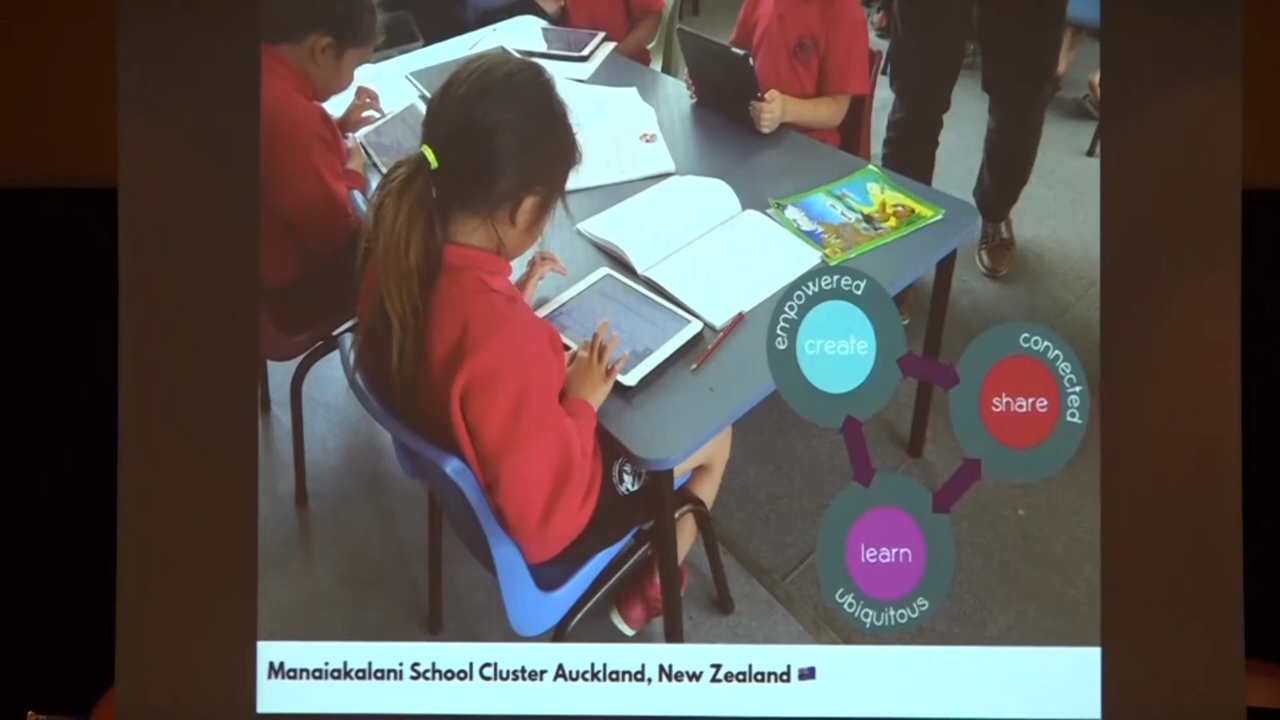 empowered
create
connected
share
learn
ubiquitous
Manaiakalani School Cluster Auckland, New Zealand 🇳🇿